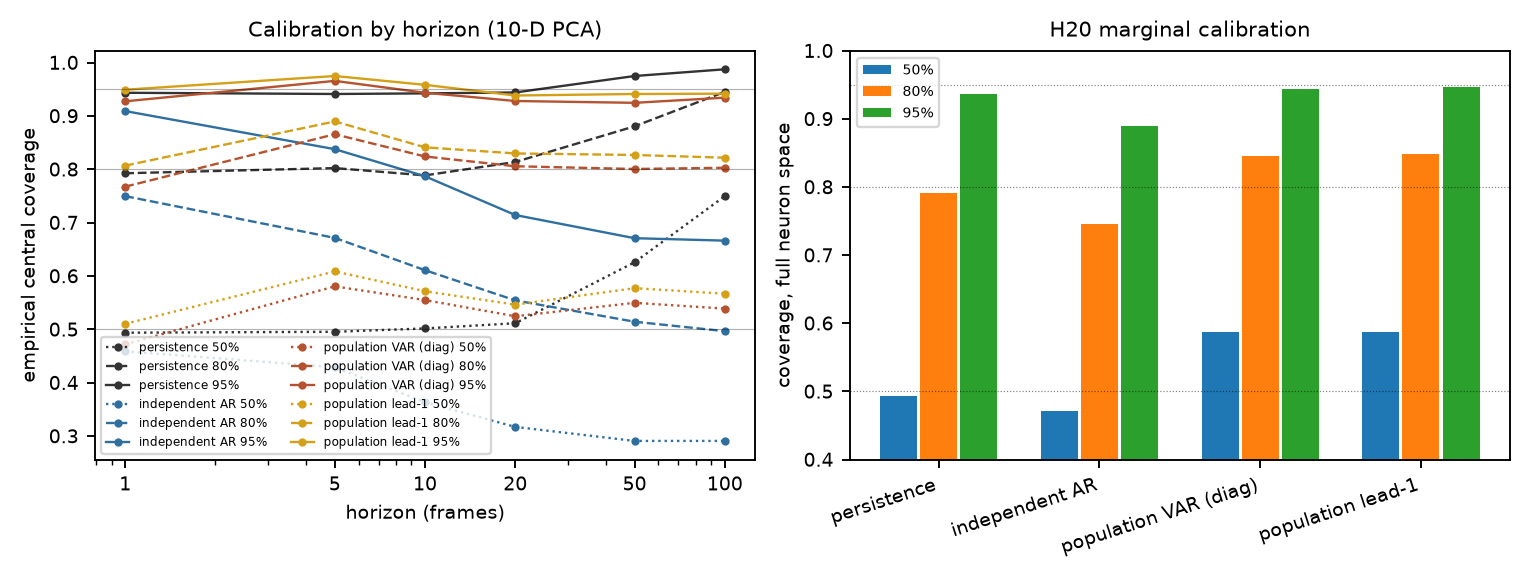 Calibration by horizon (10-D PCA)
empirical central coverage
1.0
0.9
0.8
0.7
0.6
0.5
0.4
0.3
persistence 50%
persistence 80%
persistence 95%
independent AR 50%
independent AR 80%
independent AR 95%
population VAR (diag) 50%
population VAR (diag) 80%
population VAR (diag) 95%
population lead-1 50%
population lead-1 80%
population lead-1 95%
1
5
10
20
50
100
horizon (frames)
H20 marginal calibration
coverage, full neuron space
1.0
0.9
0.8
0.7
0.6
0.5
0.4
50%
80%
95%
persistence
independent AR
population VAR (diag)
population lead-1